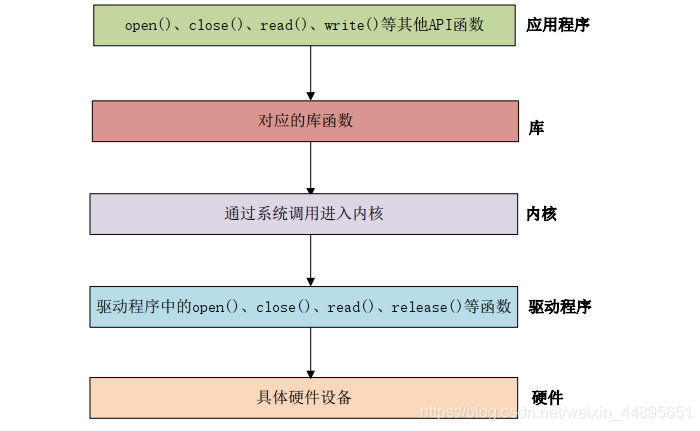 open()、close()、read()、write()等其他API函数 应用程序
对应的库函数 库
通过系统调用进入内核 内核
驱动程序中的open()、close()、read()、release()等函数 驱动程序
具体硬件设备 硬件
https://blog.csdn.net/weixin_44895651